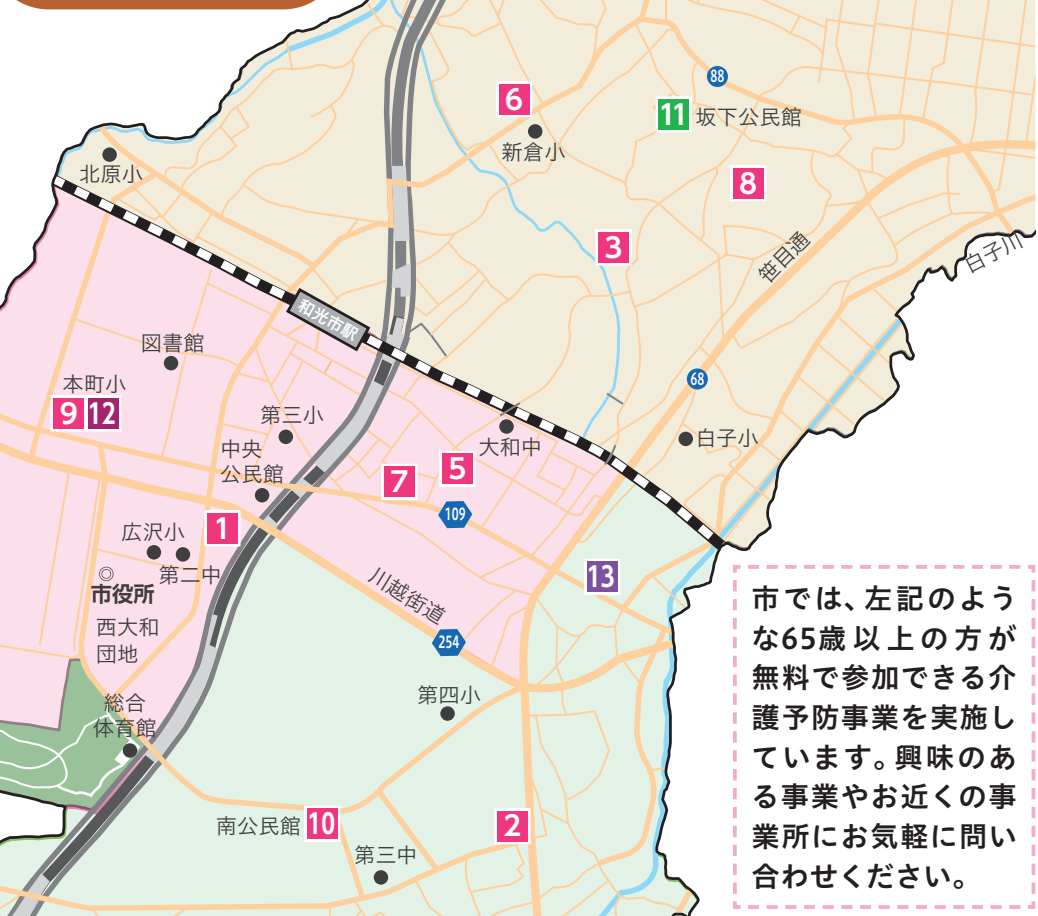 88
6
11 坂下公民館
新倉小
北原小
8
3
笹目通
白子川
和光市駅
図書館
68
本町小
9 12
第三小
白子小
大和中
中央
公民館
7
5
109
1
広沢小
第二中
◎
市役所
13
川越街道
西大和
団地
254
第四小
総合
体育館
南公民館 10
2
第三中
市では、左記のよう
な65歳以上の方が
無料で参加できる介
護予防事業を実施し
ています。興味のあ
る事業やお近くの事
業所にお気軽に問い
合わせください。